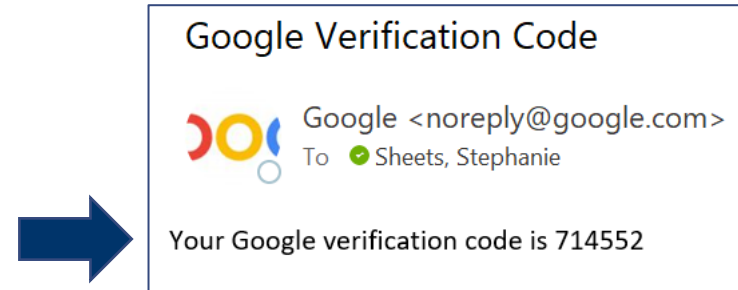 Google Verification Code
Google <noreply@google.com>
To Sheets, Stephanie
Your Google verification code is 714552